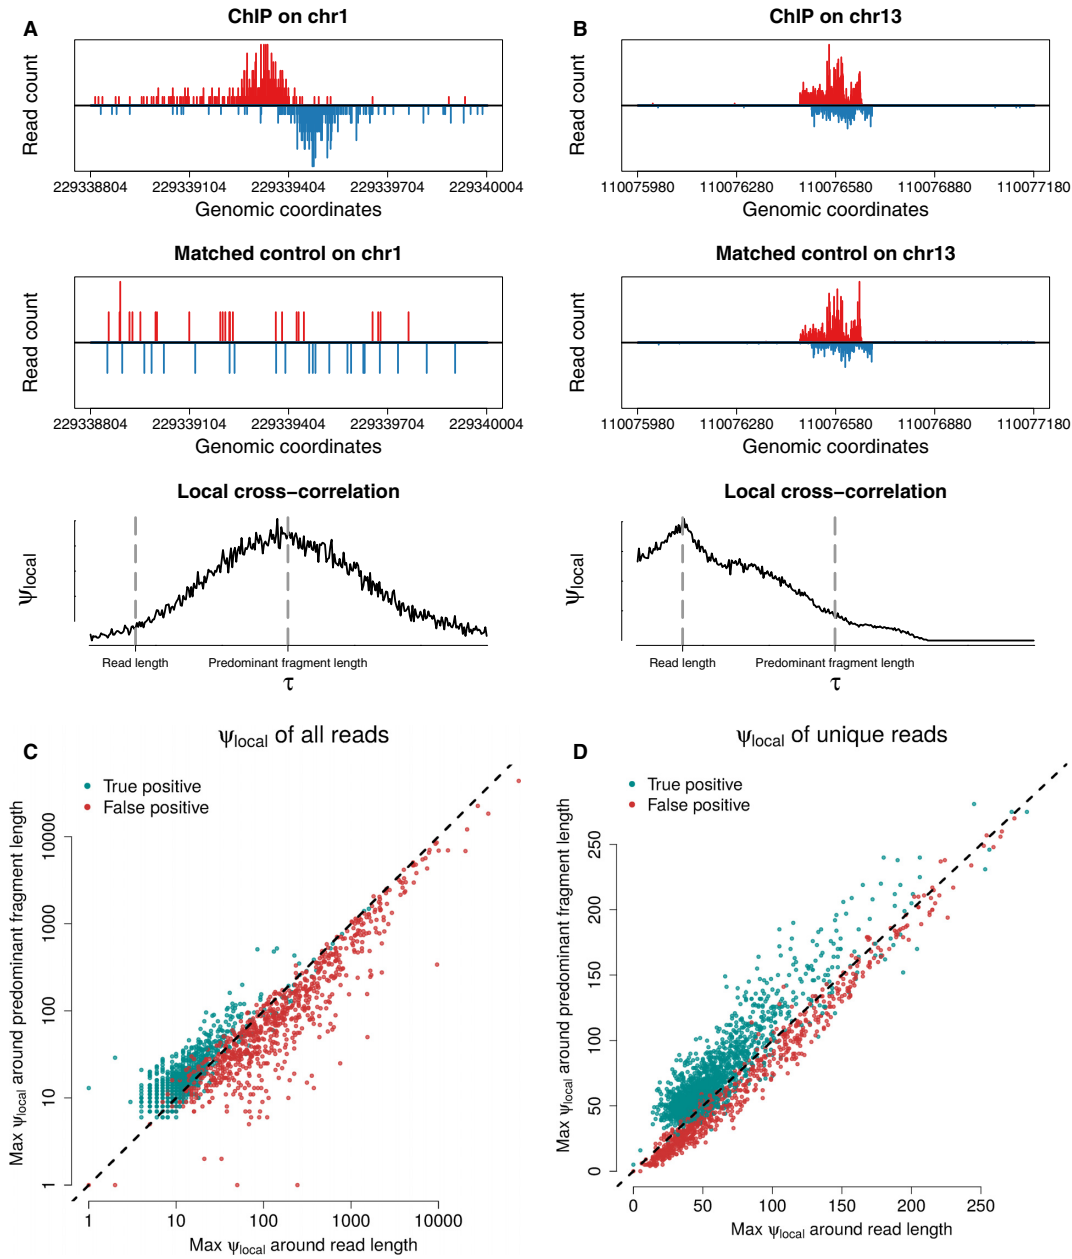 A
ChIP on chr1
Read count
229338804 229339104 229339404 229339704 229340004
Genomic coordinates
Matched control on chr1
Read count
229338804 229339104 229339404 229339704 229340004
Genomic coordinates
Local cross−correlation
ψlocal
Read length Predominant fragment length
τ
B
ChIP on chr13
Read count
110075980 110076280 110076580 110076880 110077180
Genomic coordinates
Matched control on chr13
Read count
110075980 110076280 110076580 110076880 110077180
Genomic coordinates
Local cross−correlation
ψlocal
Read length Predominant fragment length
τ
C
ψlocal of all reads
True positive
False positive
Max ψlocal around predominant fragment length
10000
1000
100
10
1
1 10 100 1000 10000
Max ψlocal around read length
D
ψlocal of unique reads
True positive
False positive
Max ψlocal around predominant fragment length
250
200
150
100
50
0
0 50 100 150 200 250
Max ψlocal around read length